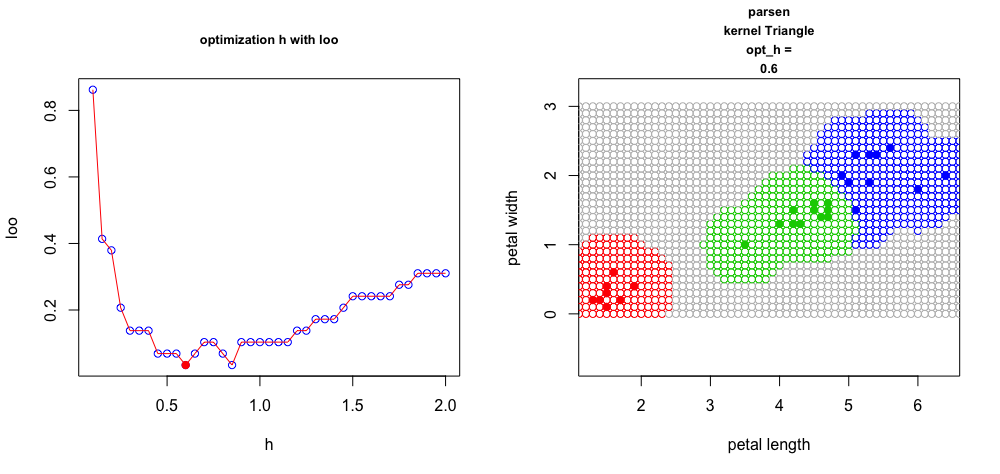 optimization h with loo
0.8
0.6
0.4
0.2
loo
0.5 1.0 1.5 2.0
h
parsen
kernel Triangle
opt_h =
0.6
3
2
1
0
petal width
2 3 4 5 6
petal length